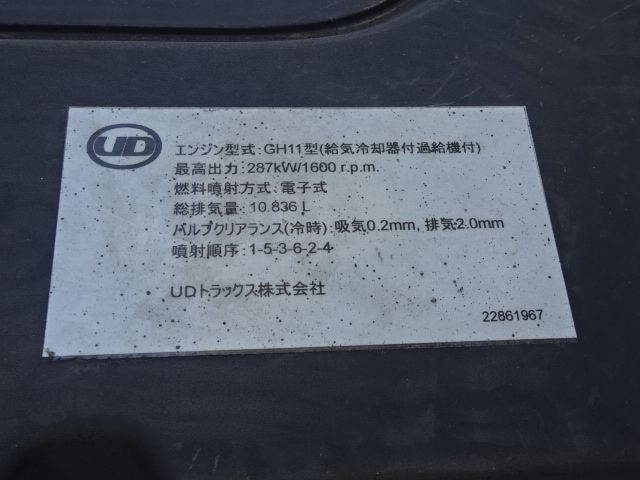 UD
エンジン型式:GH11型(給気冷却器付過給機付)
最高出力:287kW/1600 r.p.m.
燃料噴射方式:電子式
総排気量:10.836 L
バルブクリアランス(冷時):吸気0.2mm, 排気2.0mm
噴射順序:1-5-3-6-2-4
UDトラックス株式会社
22861967